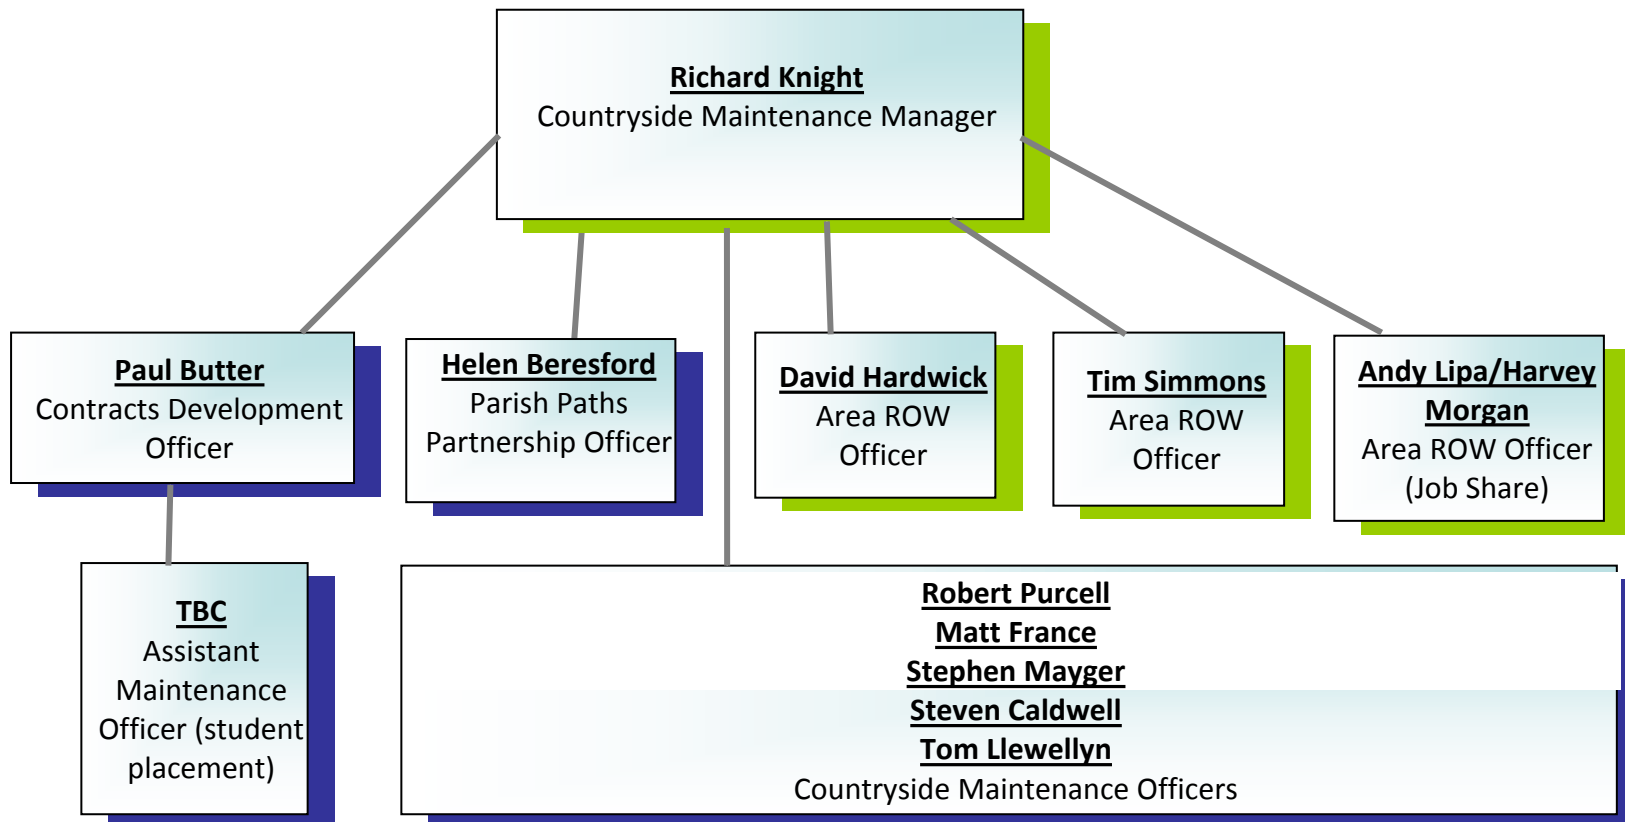 Richard Knight
Countryside Maintenance Manager
Paul Butter
Contracts Development
Officer
Helen Beresford
Parish Paths
Partnership Officer
David Hardwick
Area ROW
Officer
Tim Simmons
Area ROW
Officer
Andy Lipa/Harvey
Morgan
Area ROW Officer
(Job Share)
TBC
Assistant
Maintenance
Officer (student
placement)
Robert Purcell
Matt France
Stephen Mayger
Steven Caldwell
Tom Llewellyn
Countryside Maintenance Officers